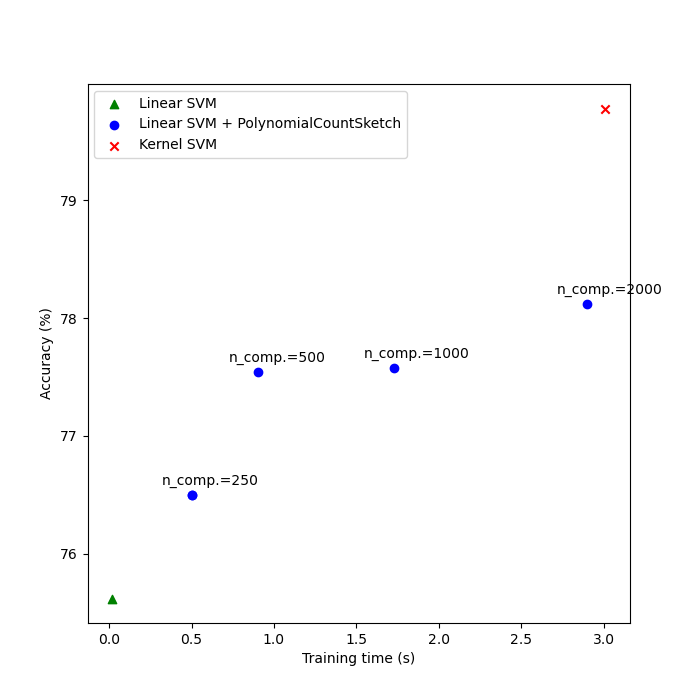 Linear SVM
Linear SVM + PolynomialCountSketch
Kernel SVM
79
n_comp.=2000
78
n_comp.=500
n_comp.=1000
77
n_comp.=250
76
Accuracy (%)
0.0 0.5 1.0 1.5 2.0 2.5 3.0
Training time (s)